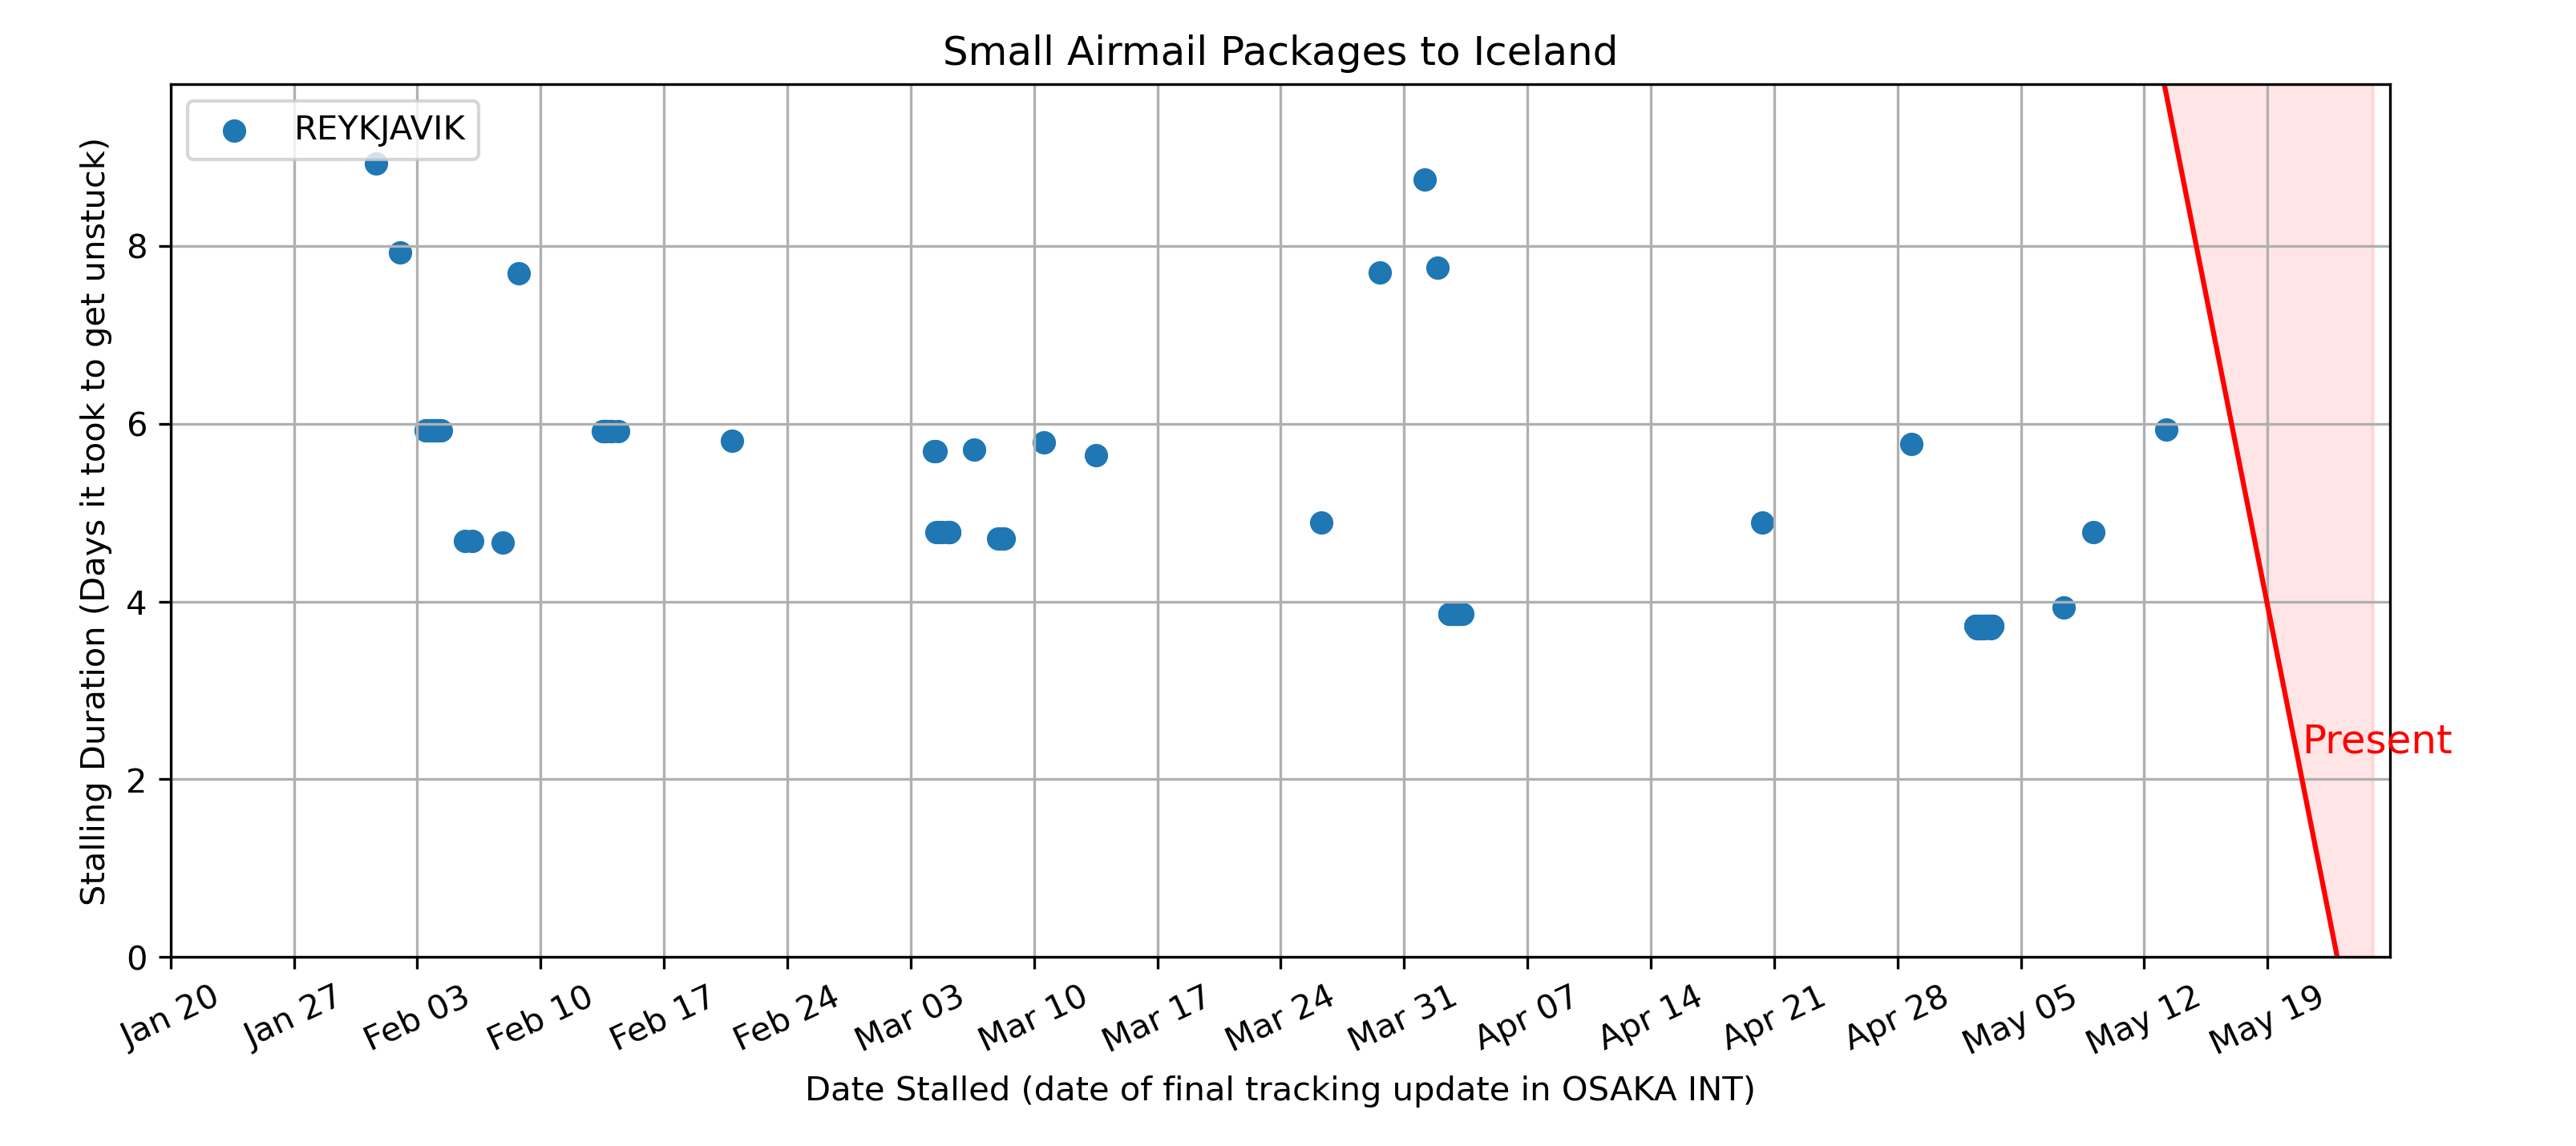 Small Airmail Packages to Iceland
REYKJAVIK
Stalling Duration (Days it took to get unstuck)
8
6
4
2
0
Present
Jan 20 Jan 27 Feb 03 Feb 10 Feb 17 Feb 24 Mar 03 Mar 10 Mar 17 Mar 24 Mar 31 Apr 07 Apr 14 Apr 21 Apr 28 May 05 May 12 May 19
Date Stalled (date of final tracking update in OSAKA INT)